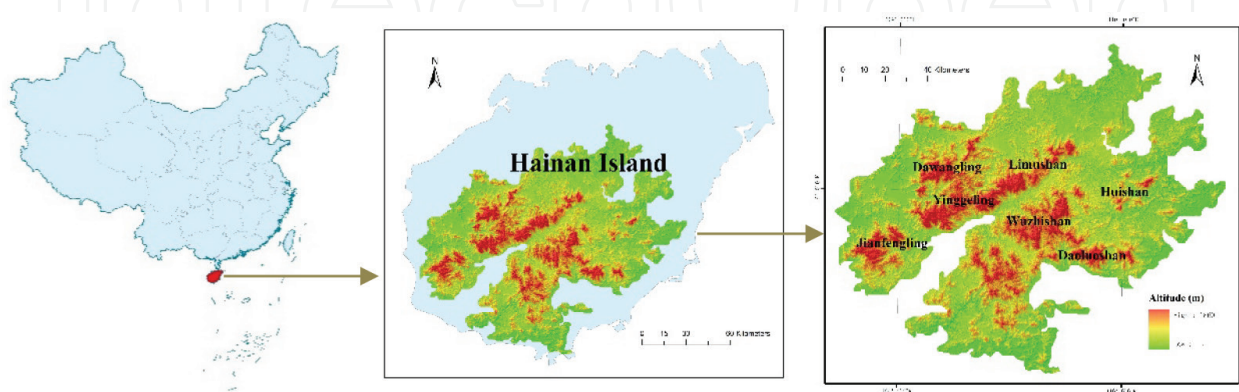 N
Hainan Island
0 15 30 60 Kilometers
0 10 20 40 Kilometers
N
Dawangling
Limushan
Huishan
Yinggeling
Wuzhishan
Jianfengling
Altitude (m)